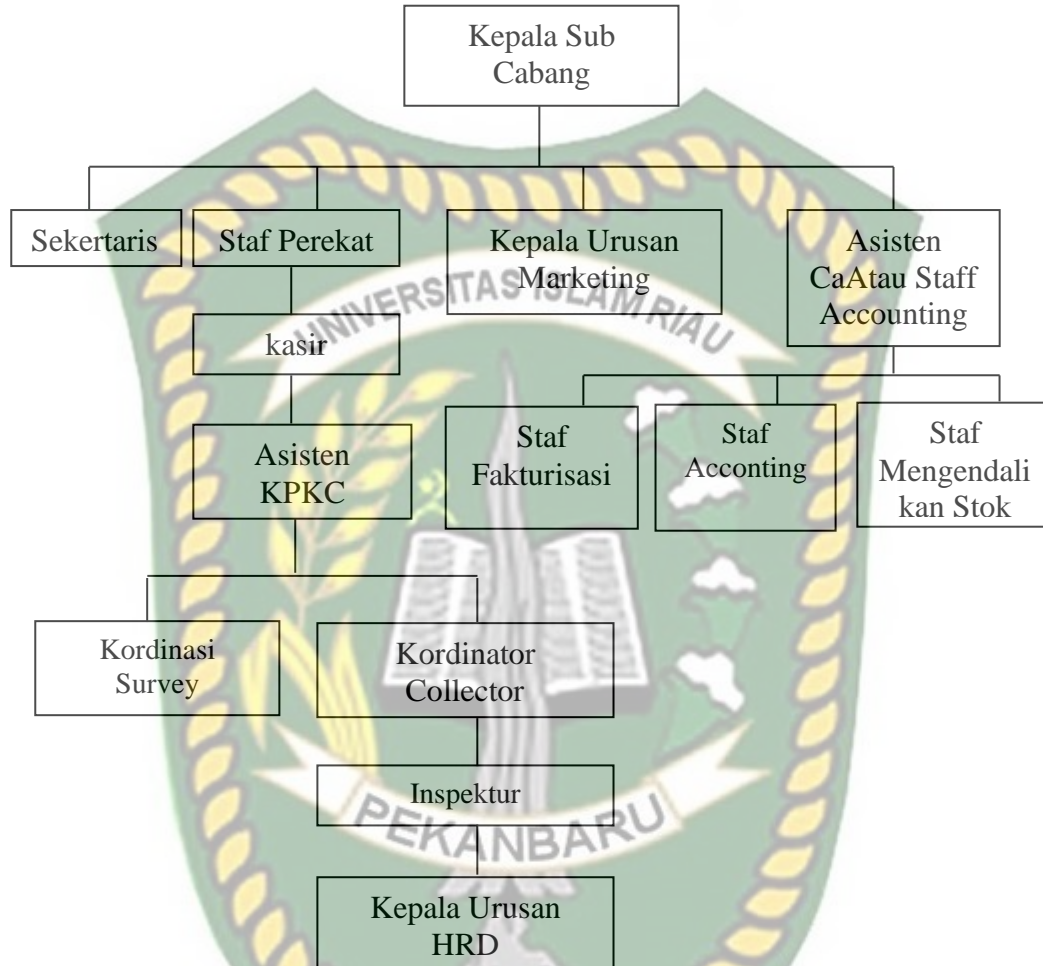 Kepala Sub
Cabang
Sekertaris
Staf Perekat
Kepala Urusan
Marketing
Asisten
CaAtau Staff
Accounting
UNIVERSITAS ISLAM RIAU
kasir
Asisten
KPKC
Staf
Fakturisasi
Staf
Acconting
Staf
Mengendali
kan Stok
Kordinasi
Survey
Kordinator
Collector
Inspektur
PEKANBARU
Kepala Urusan
HRD